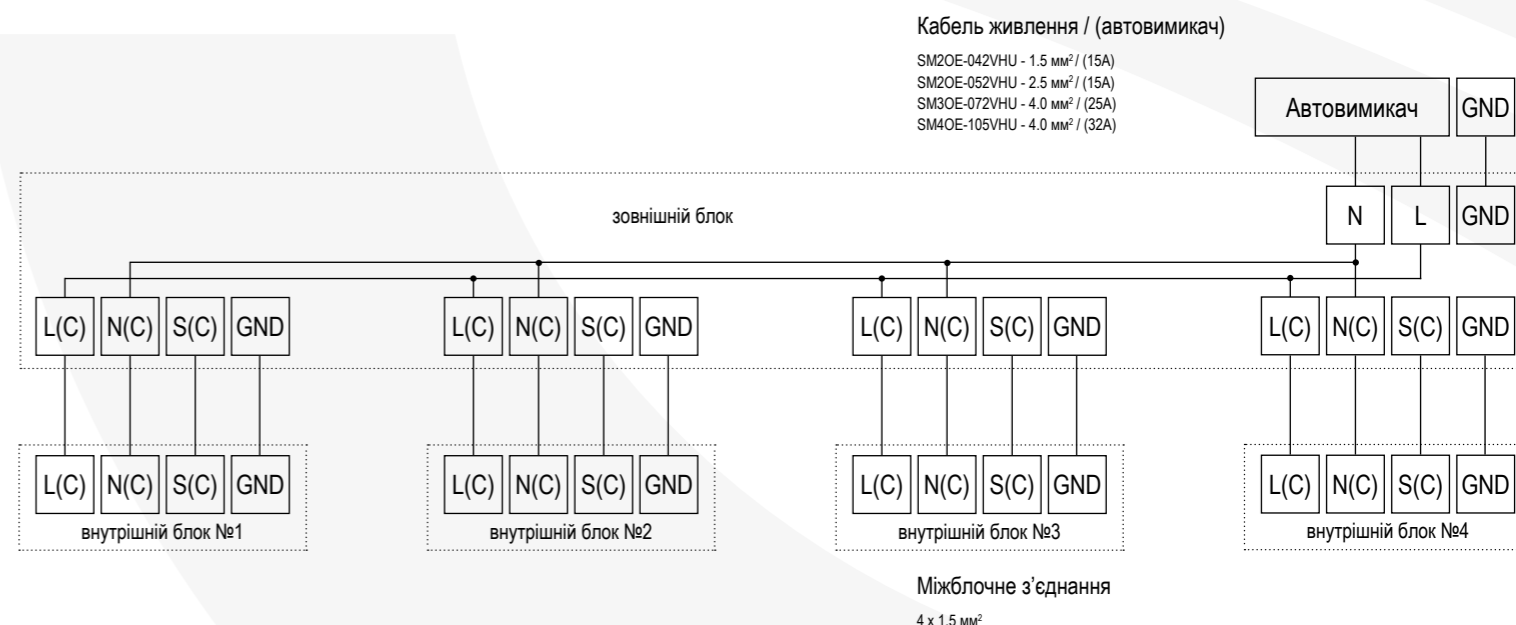 Кабель живлення / (автовимикач)
SM2OE-042VHU - 1.5 мм² / (15A)
SM2OE-052VHU - 2.5 мм² / (15A)
SM3OE-072VHU - 4.0 мм² / (25A)
SM4OE-105VHU - 4.0 мм² / (32A)
Автовимикач GND
зовнішній блок
N L GND
L(C) N(C) S(C) GND L(C) N(C) S(C) GND L(C) N(C) S(C) GND L(C) N(C) S(C) GND
L(C) N(C) S(C) GND L(C) N(C) S(C) GND L(C) N(C) S(C) GND L(C) N(C) S(C) GND
внутрішній блок №1 внутрішній блок №2 внутрішній блок №3 внутрішній блок №4
Міжблочне з’єднання
4 x 1.5 мм²